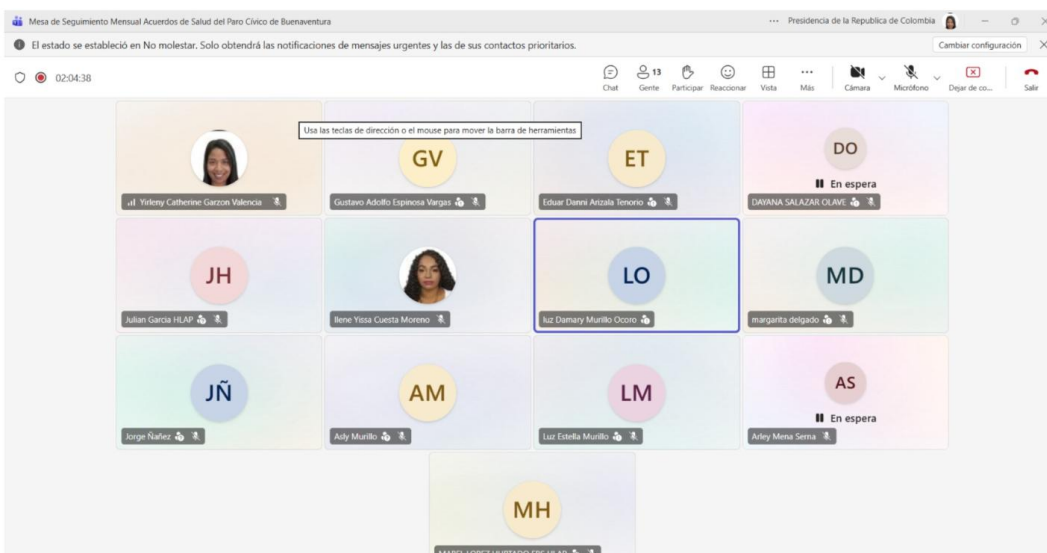 Mesa de Seguimiento Mensual Acuerdos de Salud del Paro Cívico de Buenaventura
Presidencia de la Republica de Colombia
El estado se estableció en No molestar. Solo obtendrá las notificaciones de mensajes urgentes y las de sus contactos prioritarios.
Cambiar configuración
02:04:38
13
Chat Gente Participar Reaccionar Vista Más Cámara Micrófono Dejar de co... Salir
Usa las teclas de dirección o el mouse para mover la barra de herramientas
GV ET DO
En espera
Yirleny Catherine Garzon Valencia
Gustavo Adolfo Espinosa Vargas
Eduar Danni Arizala Tenorio
DAYANA SALAZAR OLAVE
JH LO MD
Julian Garcia HLAP
Ilene Yissa Cuesta Moreno
luz Damary Murillo Ocoro
margarita delgado
JÑ AM LM AS
En espera
Jorge Ñañez
Asly Murillo
Luz Estella Murillo
Arley Mena Serna
MH